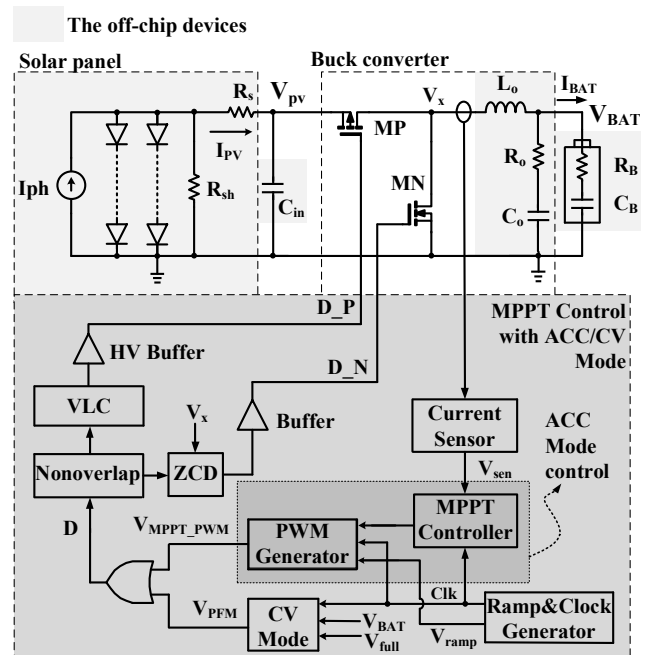 The off-chip devices
Solar panel
Buck converter
Rs
Vpv
Vx
Lo
IBAT
VBAT
MP
IPV
Iph
Rsh
Cin
MN
Ro
Co
RB
CB
D_P
MPPT Control
with ACC/CV
Mode
HV Buffer
D_N
VLC
Vx
Buffer
Current
Sensor
ACC
Mode
control
Nonoverlap
ZCD
Vsen
D
VMPPT_PWM
PWM
Generator
MPPT
Controller
VPFM
CV
Mode
Clk
VBAT
Vfull
Vramp
Ramp&Clock
Generator